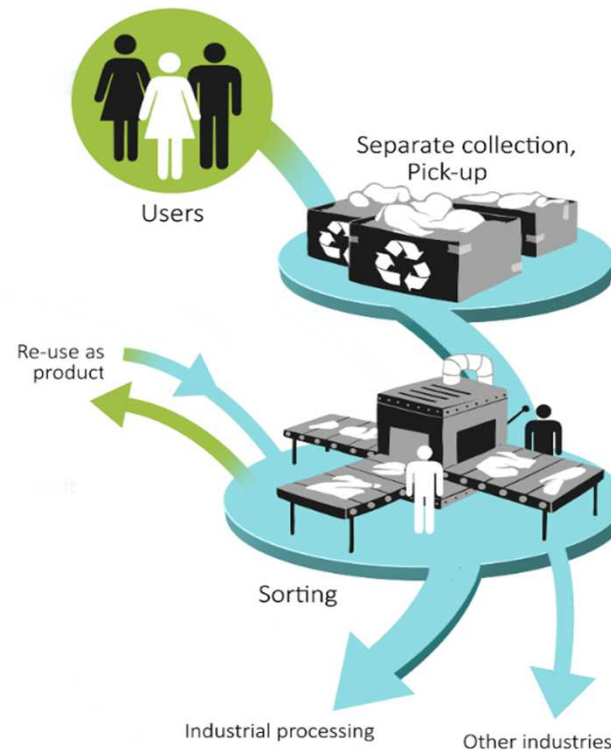 Users
Separate collection,
Pick-up
Re-use as
product
Sorting
Industrial processing
Other industries